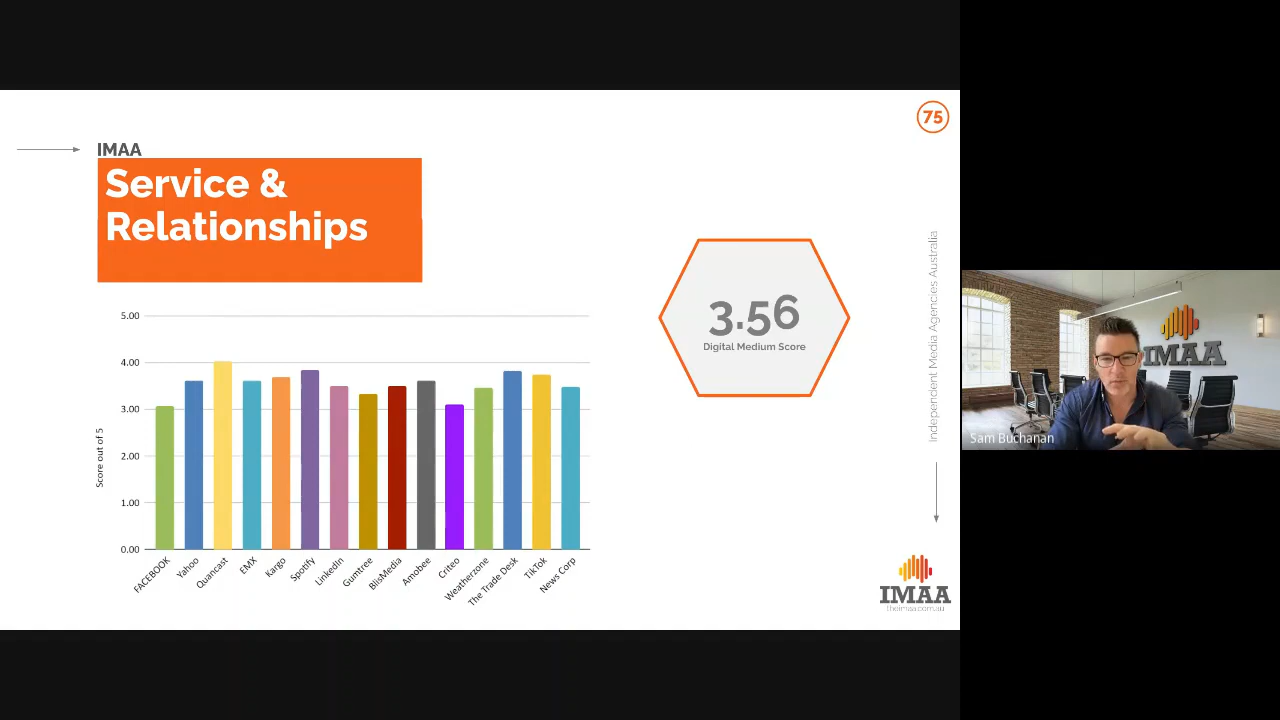 75
IMAA
Service &
Relationships
3.56
Digital Medium Score
Independent Media Agencies Australia
Score out of 5
5.00
4.00
3.00
2.00
1.00
0.00
FACEBOOK
Yahoo
Quancast
EMX
Kargo
Spotify
LinkedIn
Gumtree
BlisMedia
Amobee
Criteo
Weatherzone
The Trade Desk
TikTok
News Corp
IMAA
theimaa.com.au
IMAA
Sam Buchanan